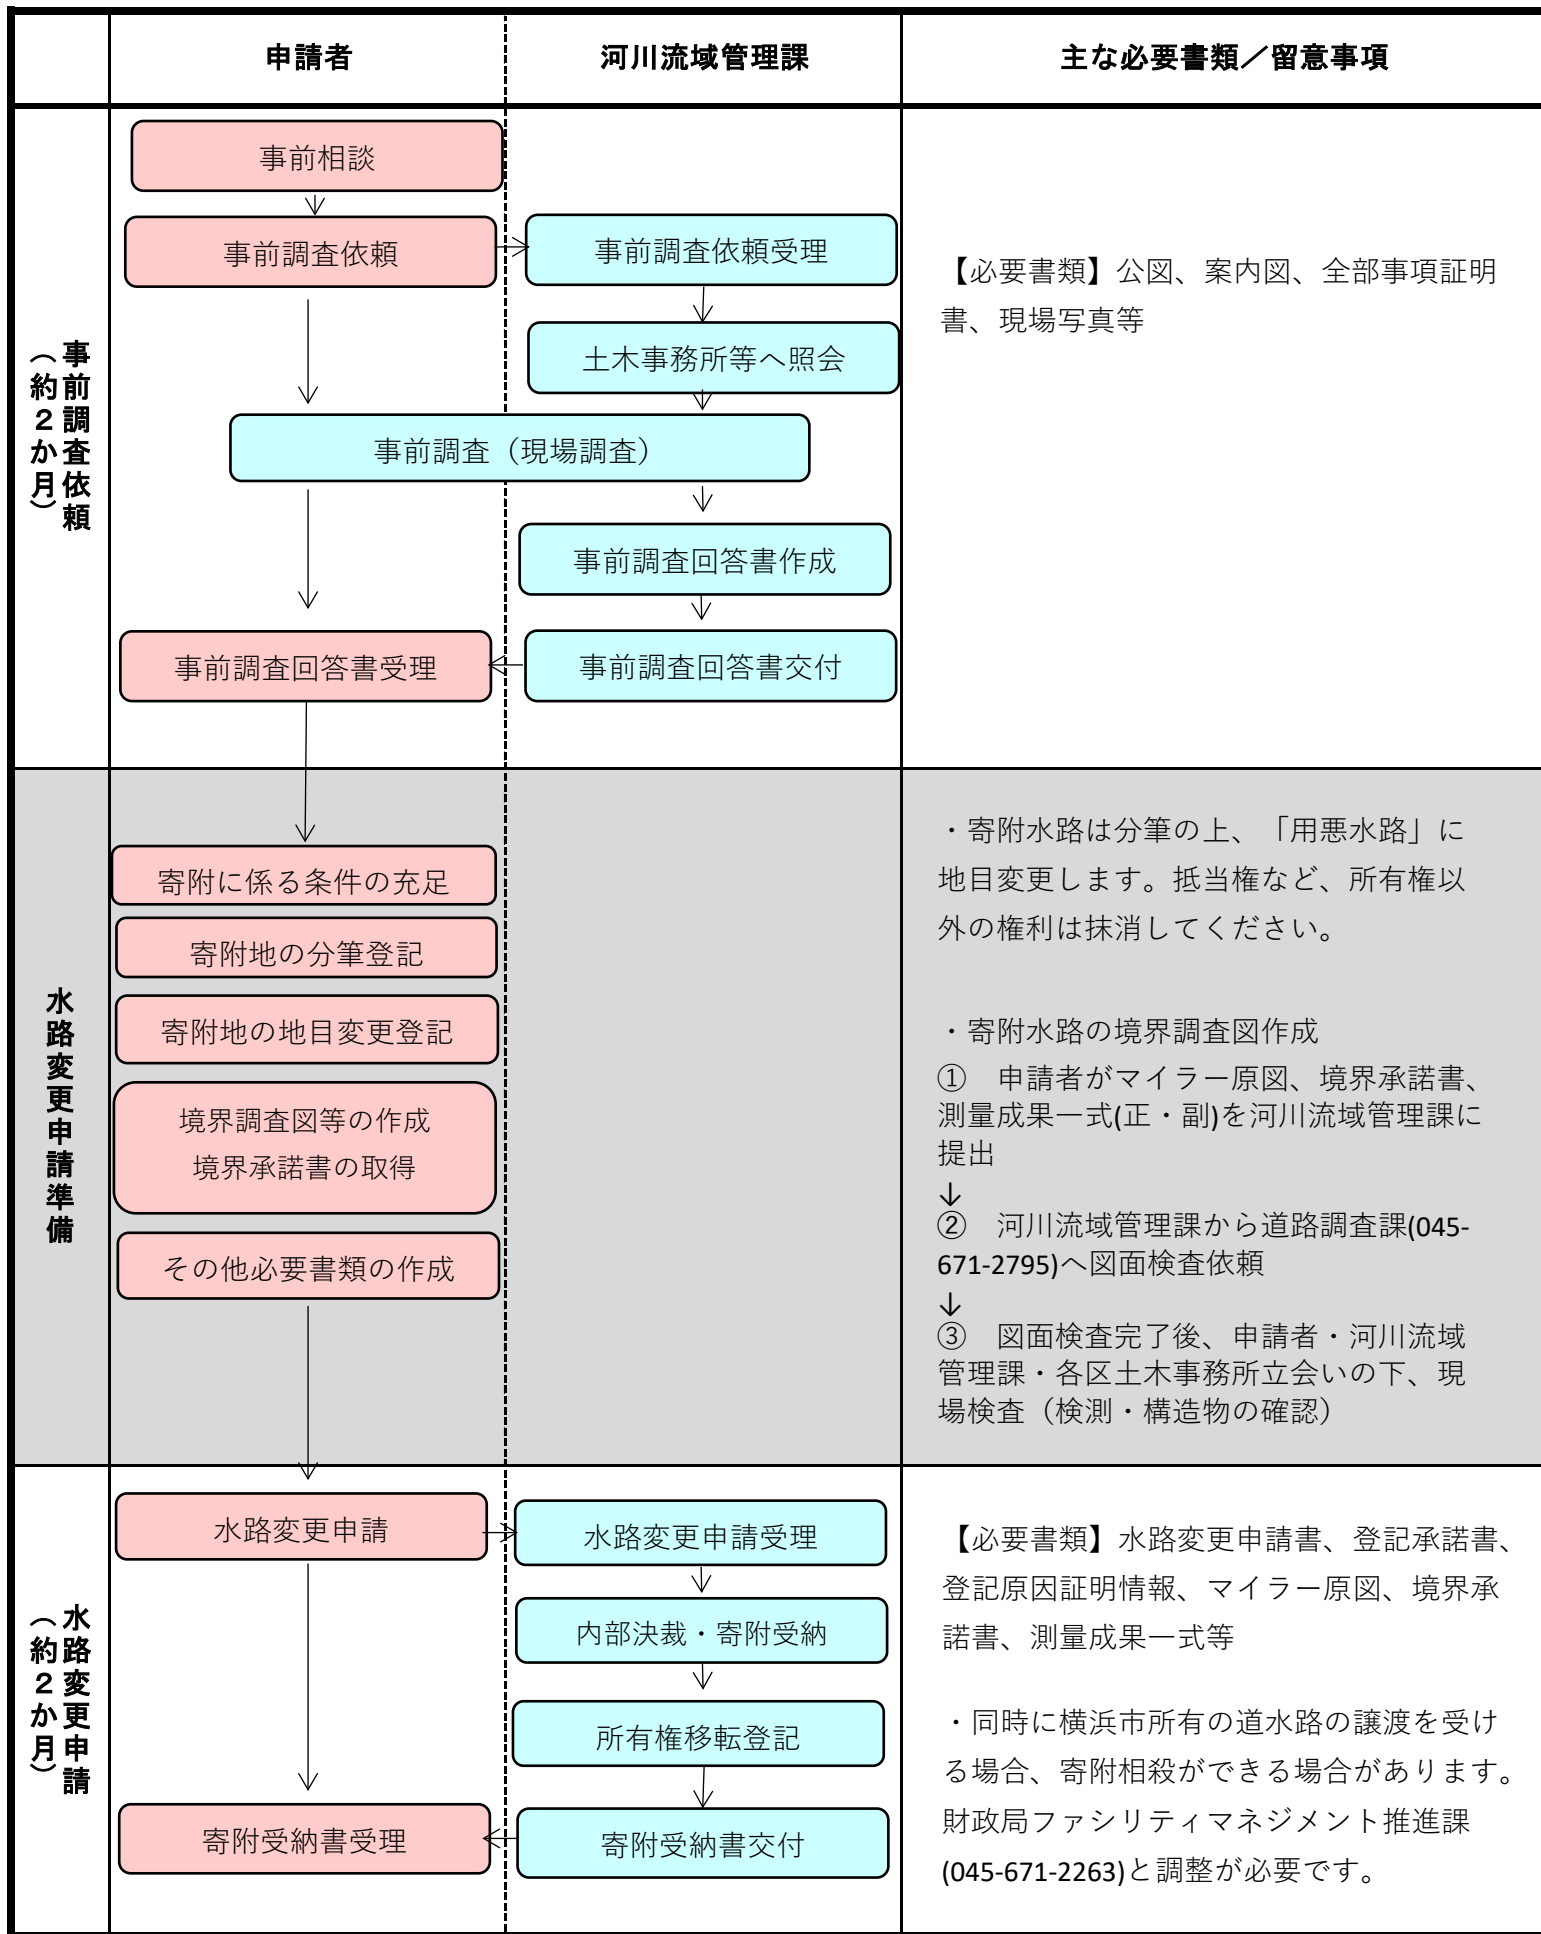 申請者
河川流域管理課
主な必要書類／留意事項
事前調査依頼
（約２か月）
事前相談
事前調査依頼
事前調査依頼受理
土木事務所等へ照会
事前調査（現場調査）
事前調査回答書作成
事前調査回答書受理
事前調査回答書交付
【必要書類】公図、案内図、全部事項証明
書、現場写真等
水路変更申請準備
寄附に係る条件の充足
寄附地の分筆登記
寄附地の地目変更登記
境界調査図等の作成
境界承諾書の取得
その他必要書類の作成
・寄附水路は分筆の上、「用悪水路」に
地目変更します。抵当権など、所有権以
外の権利は抹消してください。
・寄附水路の境界調査図作成
①　申請者がマイラー原図、境界承諾書、
測量成果一式(正・副)を河川流域管理課に
提出
↓
②　河川流域管理課から道路調査課(045-
671-2795)へ図面検査依頼
↓
③　図面検査完了後、申請者・河川流域
管理課・各区土木事務所立会いの下、現
場検査（検測・構造物の確認）
水路変更申請
（約２か月）
水路変更申請
水路変更申請受理
内部決裁・寄附受納
所有権移転登記
寄附受納書受理
寄附受納書交付
【必要書類】水路変更申請書、登記承諾書、
登記原因証明情報、マイラー原図、境界承
諾書、測量成果一式等
・同時に横浜市所有の道水路の譲渡を受け
る場合、寄附相殺ができる場合があります。
財政局ファシリティマネジメント推進課
(045-671-2263)と調整が必要です。